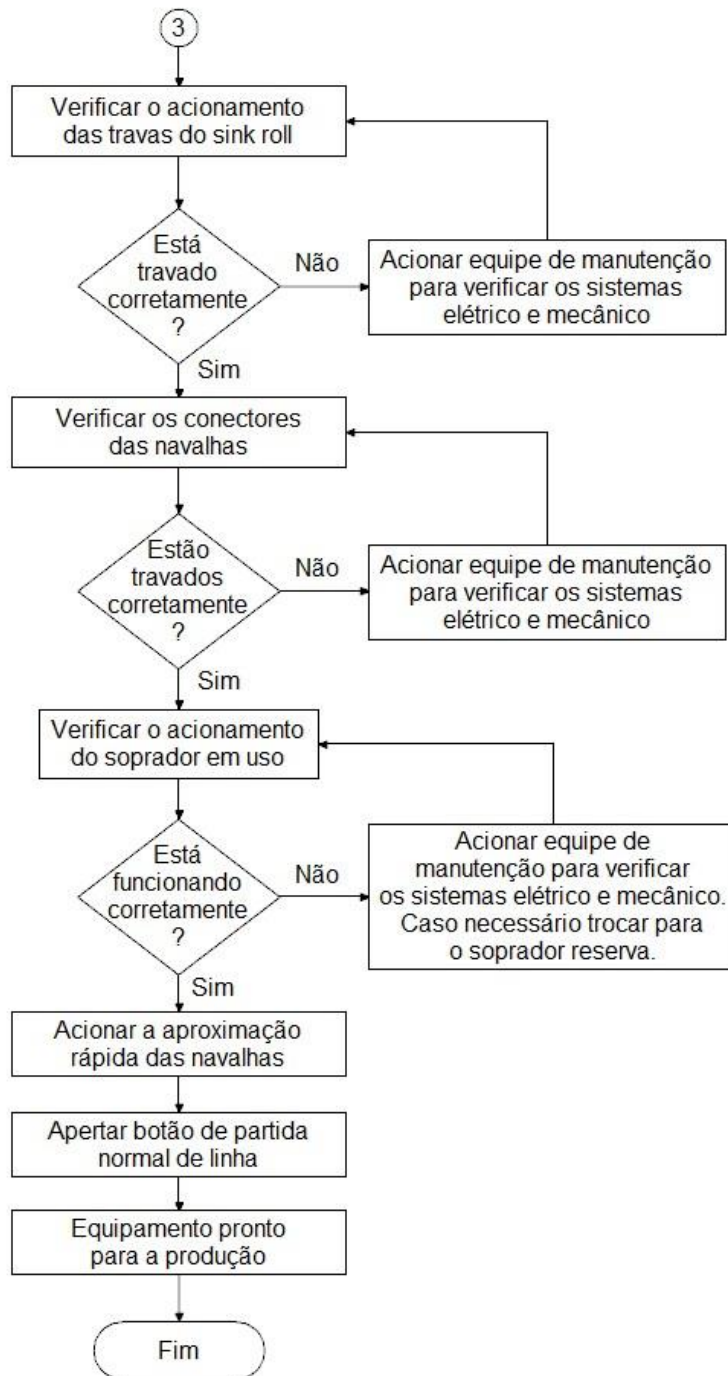 3
Verificar o acionamento
das travas do sink roll
Está
travado
corretamente
?
Não
Acionar equipe de manutenção
para verificar os sistemas
elétrico e mecânico
Sim
Verificar os conectores
das navalhas
Estão
travados
corretamente
?
Não
Acionar equipe de manutenção
para verificar os sistemas
elétrico e mecânico
Sim
Verificar o acionamento
do soprador em uso
Está
funcionando
corretamente
?
Não
Acionar equipe de
manutenção para verificar
os sistemas elétrico e mecânico.
Caso necessário trocar para
o soprador reserva.
Sim
Acionar a aproximação
rápida das navalhas
Apertar botão de partida
normal de linha
Equipamento pronto
para a produção
Fim